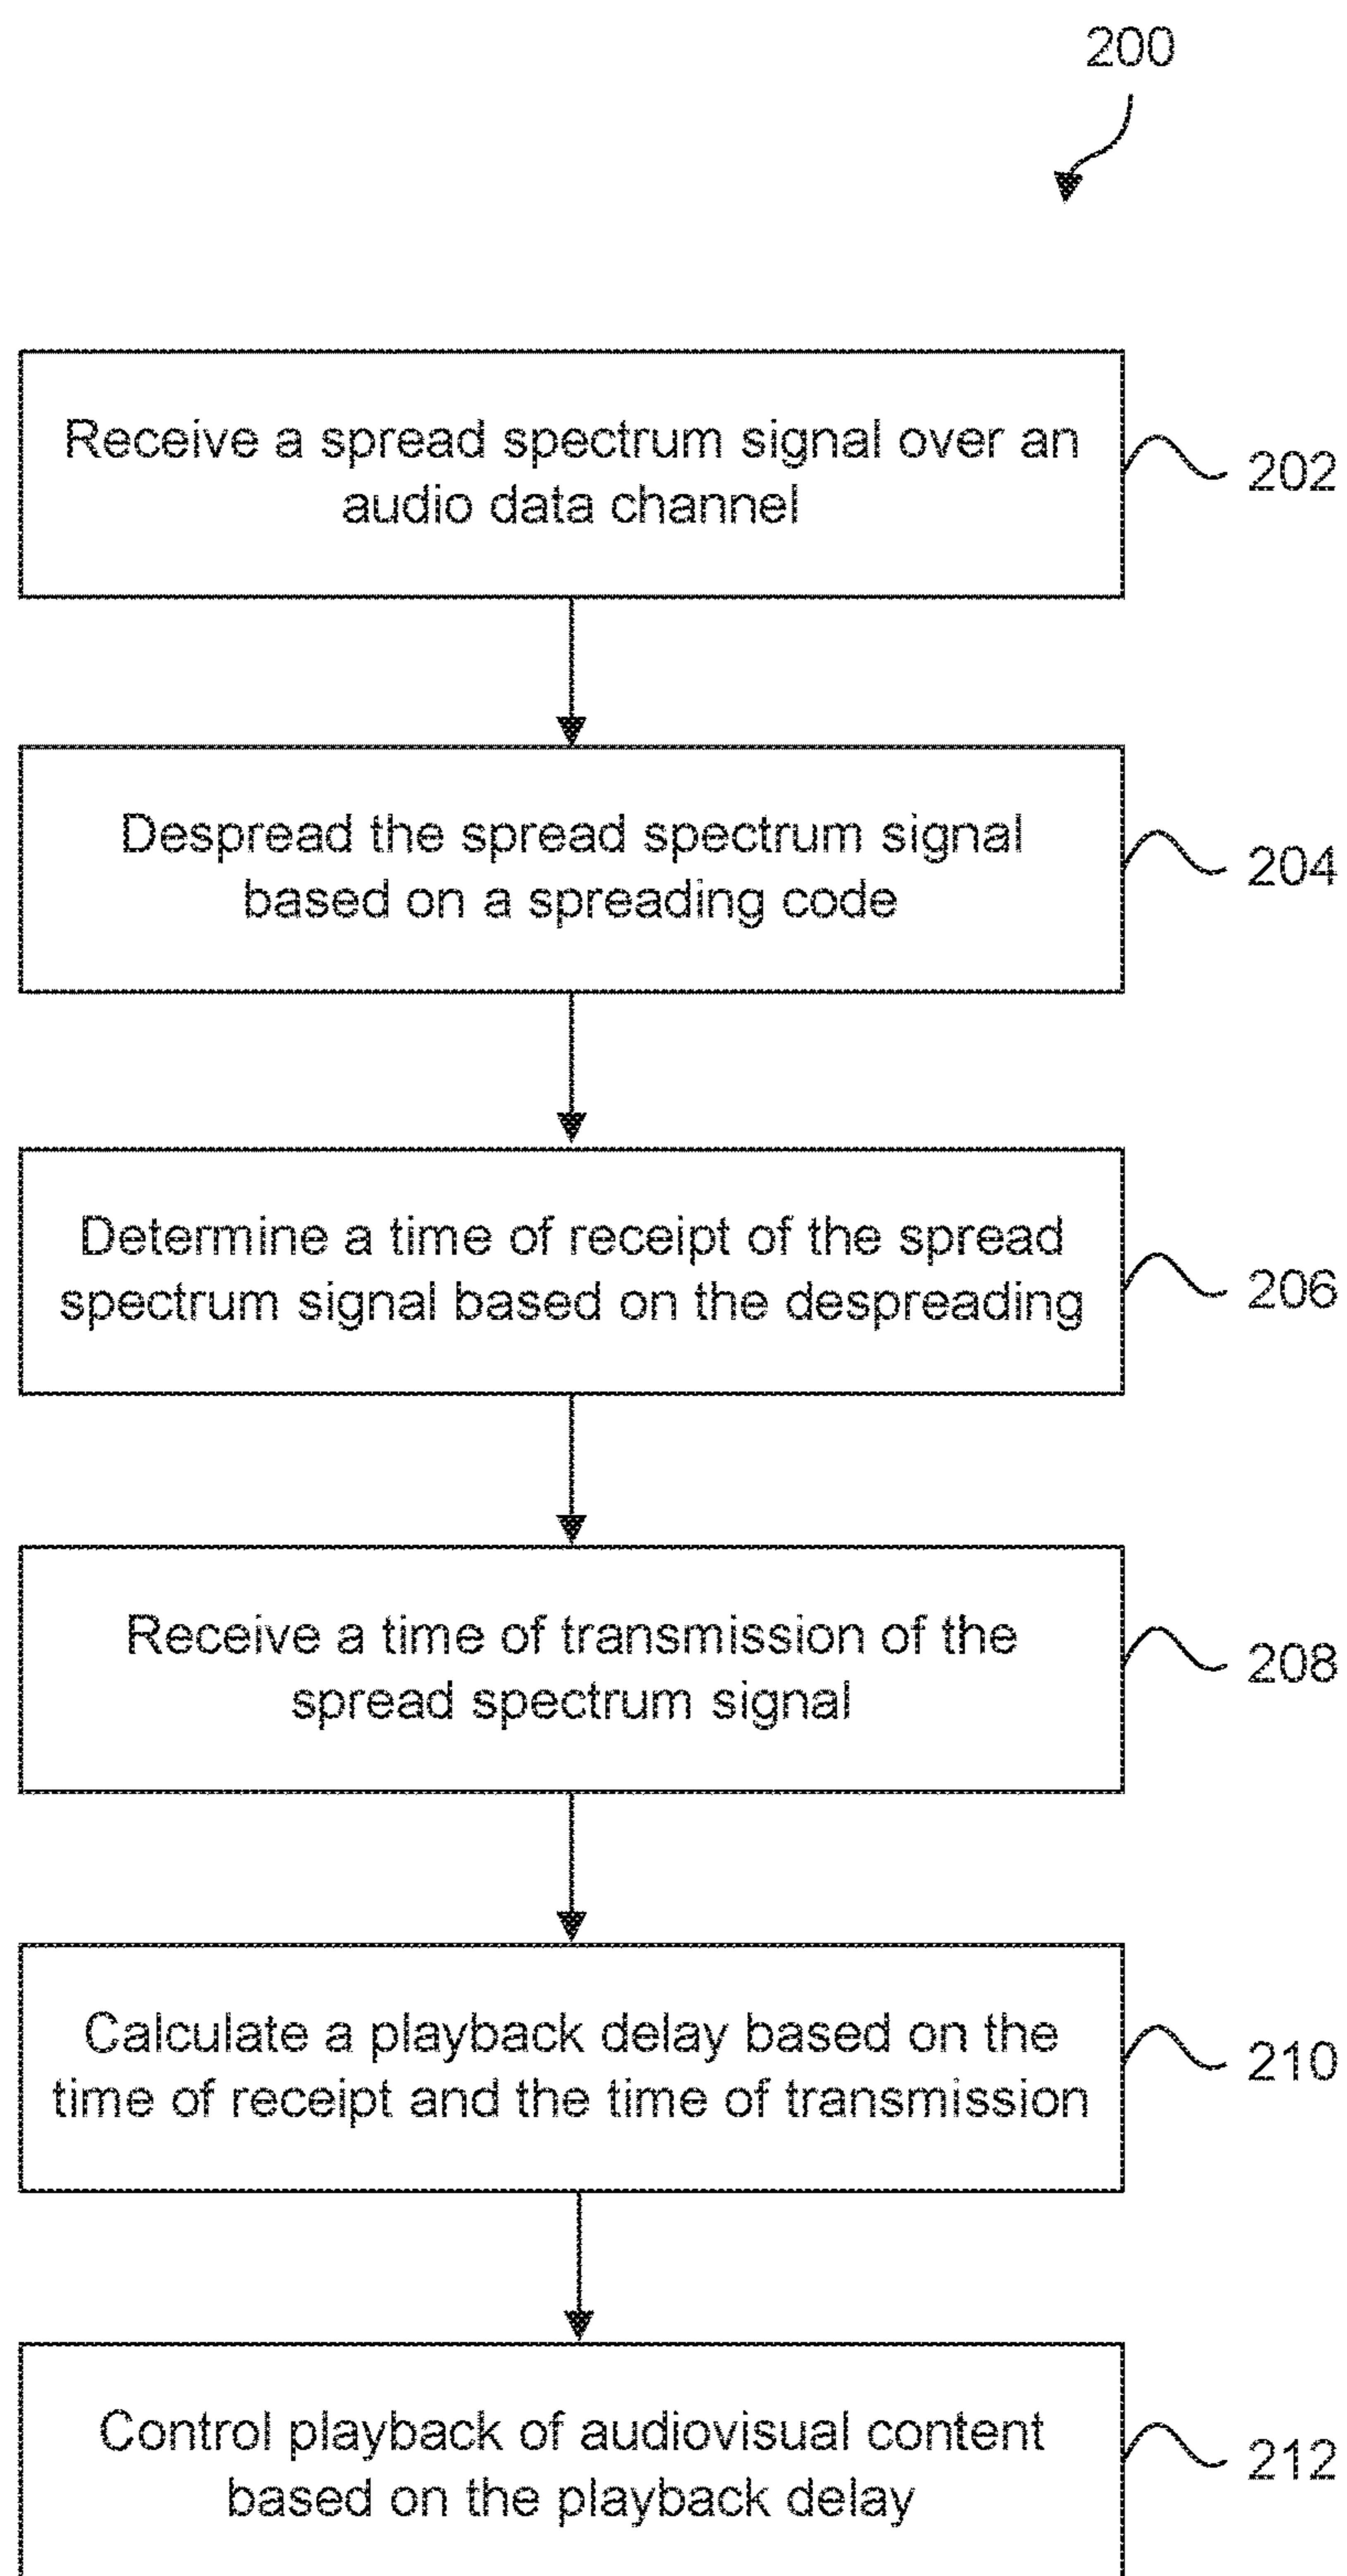 200
Receive a spread spectrum signal over an
audio data channel
202
Despread the spread spectrum signal
based on a spreading code
204
Determine a time of receipt of the spread
spectrum signal based on the despreading
206
Receive a time of transmission of the
spread spectrum signal
208
Calculate a playback delay based on the
time of receipt and the time of transmission
210
Control playback of audiovisual content
based on the playback delay
212